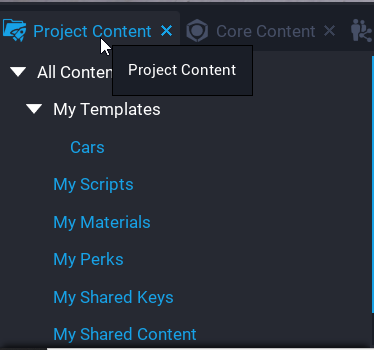 Project Content
Core Content
Project Content
All Conten
My Templates
Cars
My Scripts
My Materials
My Perks
My Shared Keys
My Shared Content